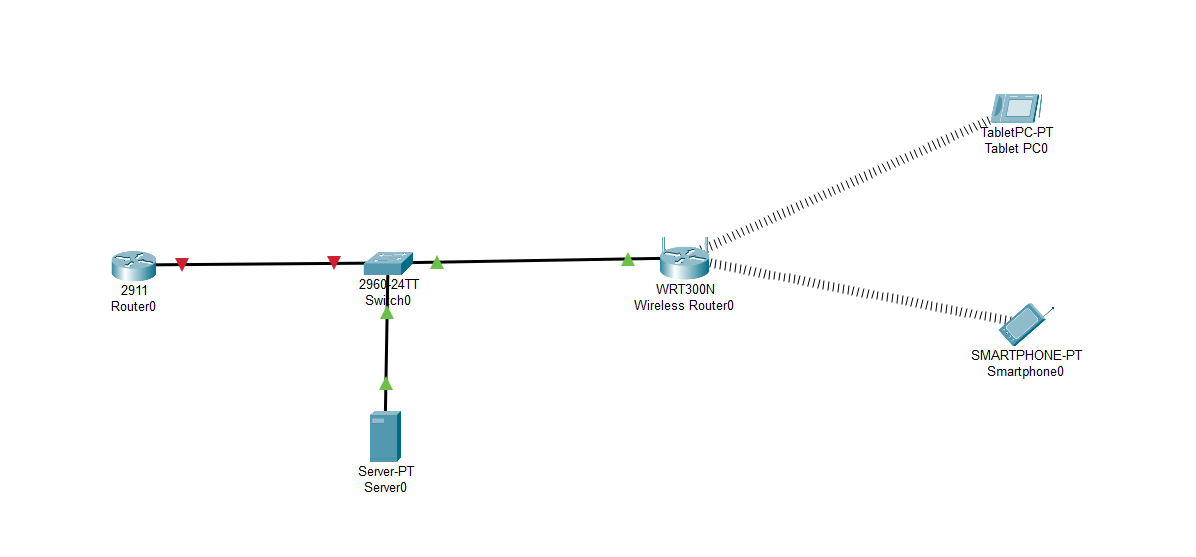 TabletPC-PT
Tablet PC0
2911
Router0
2960-24TT
Switch0
WRT300N
Wireless Router0
SMARTPHONE-PT
Smartphone0
Server-PT
Server0